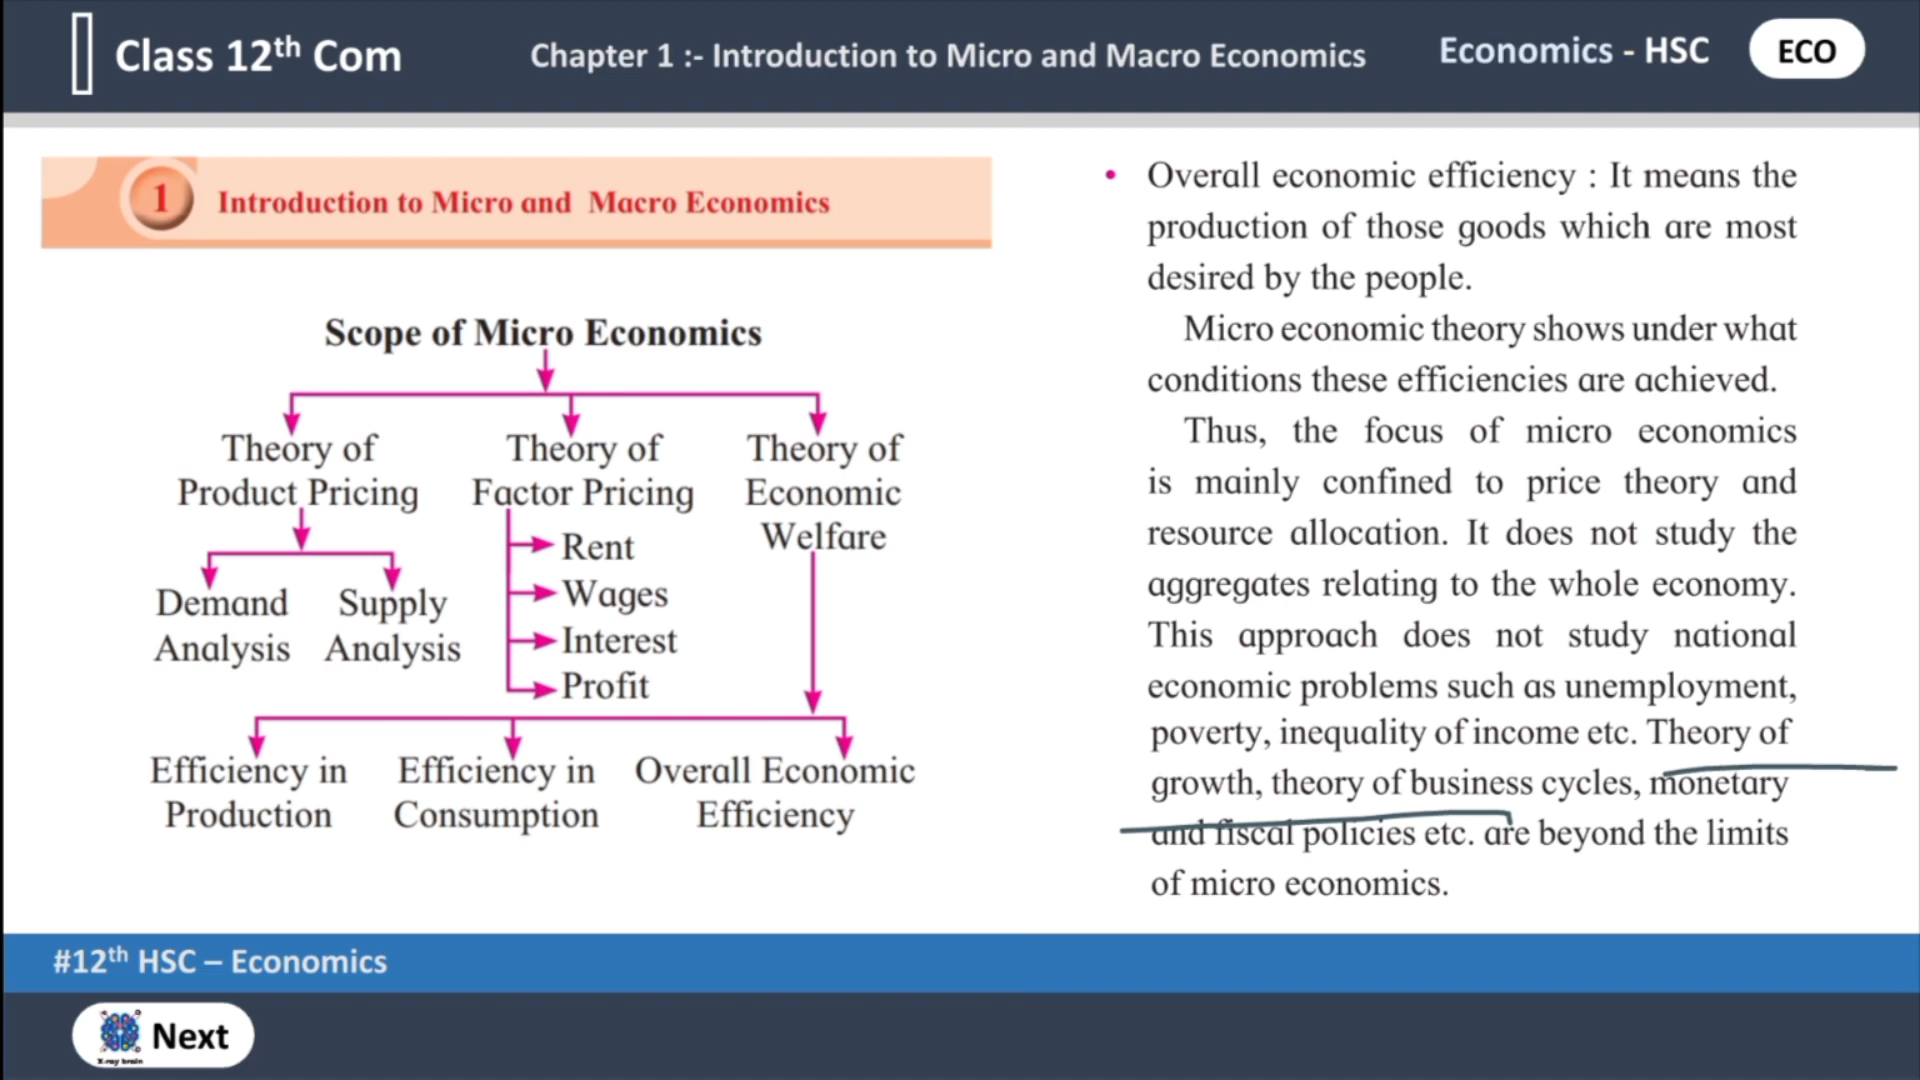 Class 12th Com
Chapter 1 :- Introduction to Micro and Macro Economics
Economics - HSC
ECO
1
Introduction to Micro and Macro Economics
Scope of Micro Economics
Theory of
Product Pricing
Theory of
Factor Pricing
Theory of
Economic
Welfare
Demand
Analysis
Supply
Analysis
Rent
Wages
Interest
Profit
Efficiency in
Production
Efficiency in
Consumption
Overall Economic
Efficiency
• Overall economic efficiency : It means the
production of those goods which are most
desired by the people.
Micro economic theory shows under what
conditions these efficiencies are achieved.
Thus, the focus of micro economics
is mainly confined to price theory and
resource allocation. It does not study the
aggregates relating to the whole economy.
This approach does not study national
economic problems such as unemployment,
poverty, inequality of income etc. Theory of
growth, theory of business cycles, monetary
and fiscal policies etc. are beyond the limits
of micro economics.
#12th HSC – Economics
X-ray brain
Next